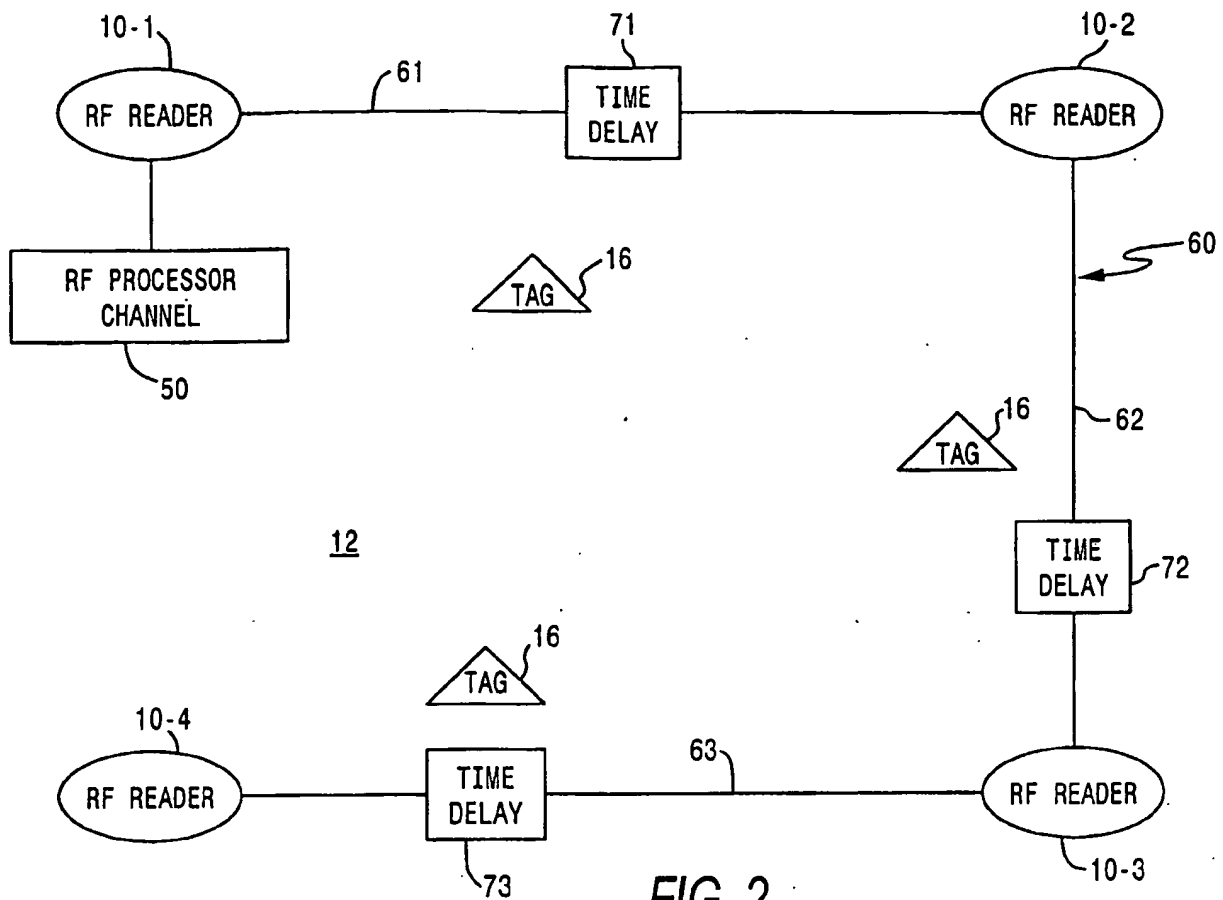 10-1
71
10-2
61
RF READER
TIME
DELAY
RF READER
60
16
TAG
RF PROCESSOR
CHANNEL
50
16
TAG
62
12
TIME
DELAY
72
16
TAG
10-4
63
RF READER
TIME
DELAY
RF READER
73
10-3
FIG. 2